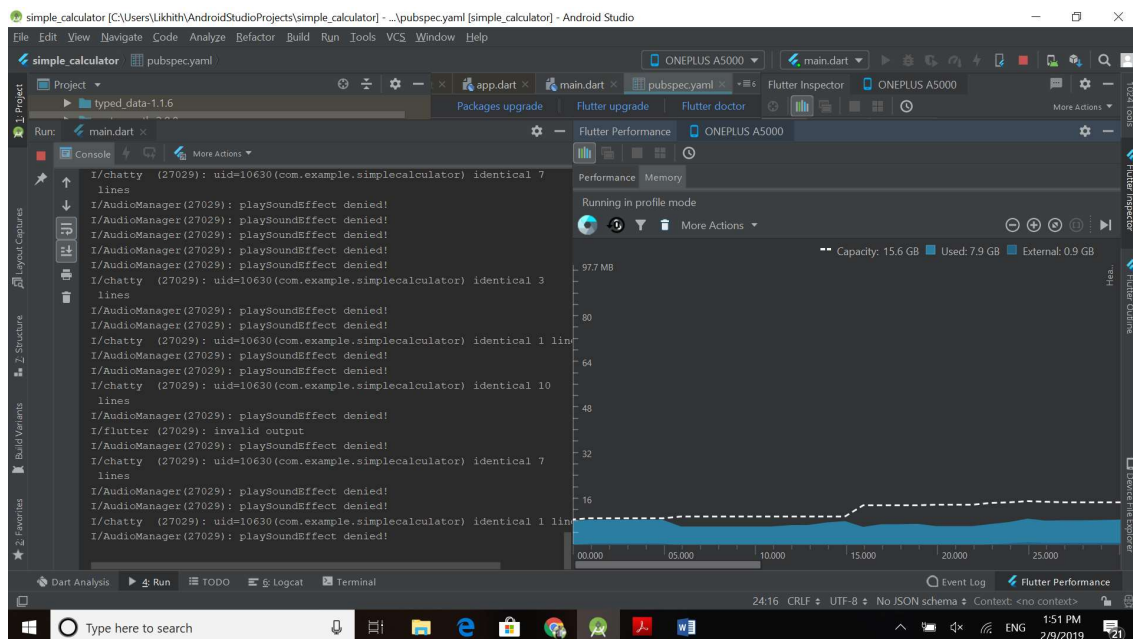 simple_calculator [C:\Users\Likhith\AndroidStudioProjects\simple_calculator] - ...\pubspec.yaml [simple_calculator] - Android Studio
File Edit View Navigate Code Analyze Refactor Build Run Tools VCS Window Help
simple_calculator pubspec.yaml ONEPLUS A5000 main.dart
1: Project Project app.dart main.dart pubspec.yaml Flutter Inspector ONEPLUS A5000
typed_data-1.1.6 Packages upgrade Flutter upgrade Flutter doctor More Actions
Run: main.dart Flutter Performance ONEPLUS A5000
Console More Actions
Performance Memory
Running in profile mode
More Actions
Capacity: 15.6 GB Used: 7.9 GB External: 0.9 GB
I/chatty (27029): uid=10630(com.example.simplecalculator) identical 7
lines
I/AudioManager(27029): playSoundEffect denied!
I/AudioManager(27029): playSoundEffect denied!
I/AudioManager(27029): playSoundEffect denied!
I/AudioManager(27029): playSoundEffect denied!
I/AudioManager(27029): playSoundEffect denied!
I/chatty (27029): uid=10630(com.example.simplecalculator) identical 3
lines
I/AudioManager(27029): playSoundEffect denied!
I/AudioManager(27029): playSoundEffect denied!
I/chatty (27029): uid=10630(com.example.simplecalculator) identical 1 lin
I/AudioManager(27029): playSoundEffect denied!
I/AudioManager(27029): playSoundEffect denied!
I/chatty (27029): uid=10630(com.example.simplecalculator) identical 10
lines
I/AudioManager(27029): playSoundEffect denied!
I/flutter (27029): invalid output
I/AudioManager(27029): playSoundEffect denied!
I/chatty (27029): uid=10630(com.example.simplecalculator) identical 7
lines
I/AudioManager(27029): playSoundEffect denied!
I/AudioManager(27029): playSoundEffect denied!
I/chatty (27029): uid=10630(com.example.simplecalculator) identical 1 lin
I/AudioManager(27029): playSoundEffect denied!
97.7 MB
80
64
48
32
16
00.000 05.000 10.000 15.000 20.000 25.000
Hea...
Layout Captures
7: Structure
Build Variants
2: Favorites
Flutter Inspector
Flutter Outline
Device File Explorer
Dart Analysis 4: Run TODO 6: Logcat Terminal Event Log Flutter Performance
24:16 CRLF UTF-8 No JSON schema Context: <no context>
Type here to search
ENG
1:51 PM
2/9/2019
21